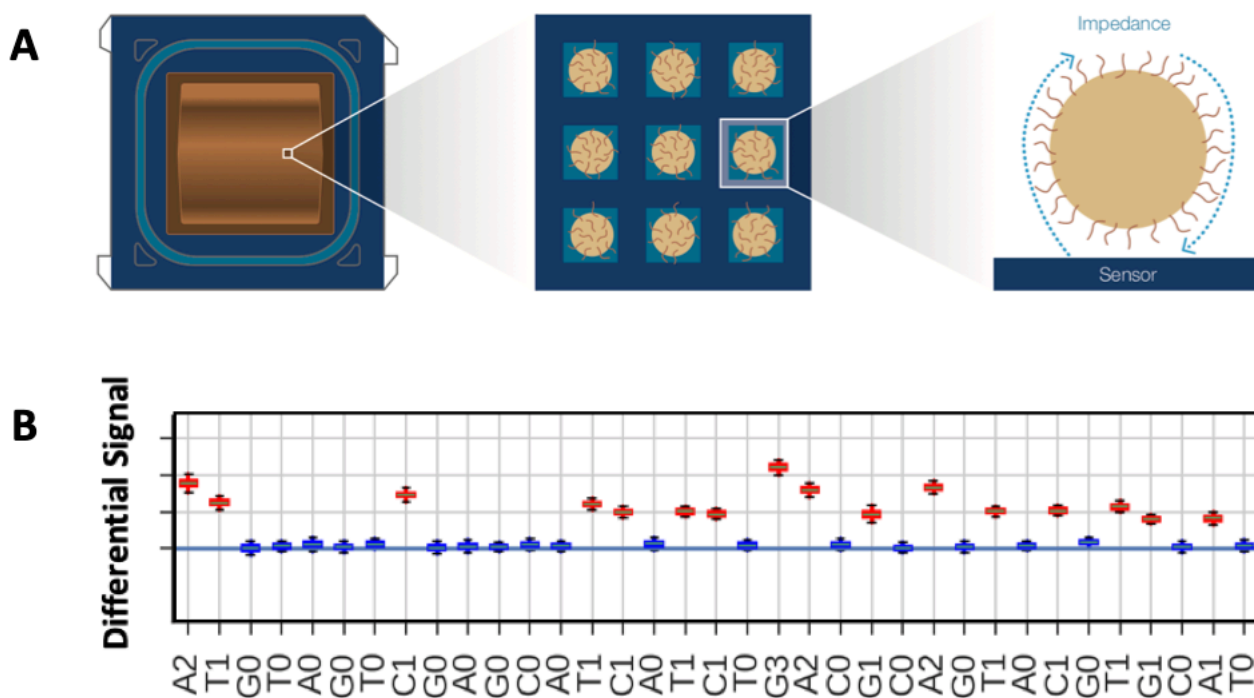 A
Impedance
Sensor
B
Differential Signal
A2
T1
G0
T0
A0
G0
T0
C1
G0
A0
G0
C0
A0
T1
C1
A0
T1
C1
T0
G3
A2
C0
G1
C0
A2
G0
T1
A0
C1
G0
T1
G1
C0
A1
T0